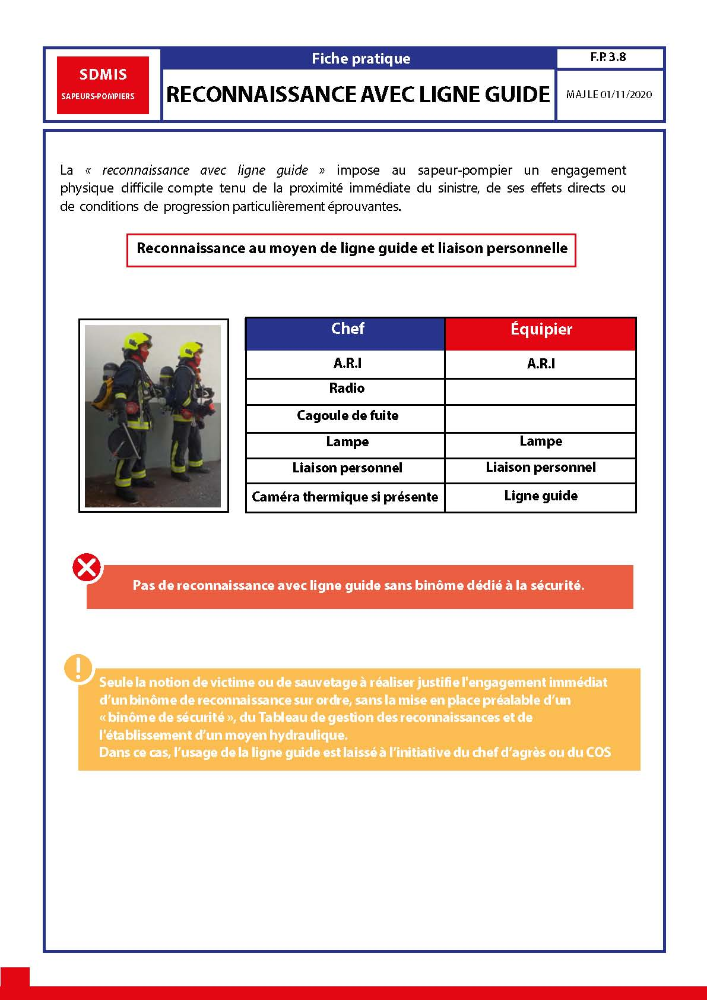 SDMIS
SAPEURS-POMPIERS
Fiche pratique
RECONNAISSANCE AVEC LIGNE GUIDE
F.P. 3.8
MAJ LE 01/11/2020
La « reconnaissance avec ligne guide » impose au sapeur-pompier un engagement
physique difficile compte tenu de la proximité immédiate du sinistre, de ses effets directs ou
de conditions de progression particulièrement éprouvantes.
Reconnaissance au moyen de ligne guide et liaison personnelle
Chef Équipier
A.R.I A.R.I
Radio
Cagoule de fuite
Lampe Lampe
Liaison personnel Liaison personnel
Caméra thermique si présente Ligne guide
Pas de reconnaissance avec ligne guide sans binôme dédié à la sécurité.
Seule la notion de victime ou de sauvetage à réaliser justifie l'engagement immédiat
d’un binôme de reconnaissance sur ordre, sans la mise en place préalable d’un
« binôme de sécurité », du Tableau de gestion des reconnaissances et de
l'établissement d’un moyen hydraulique.
Dans ce cas, l’usage de la ligne guide est laissé à l’initiative du chef d’agrès ou du COS